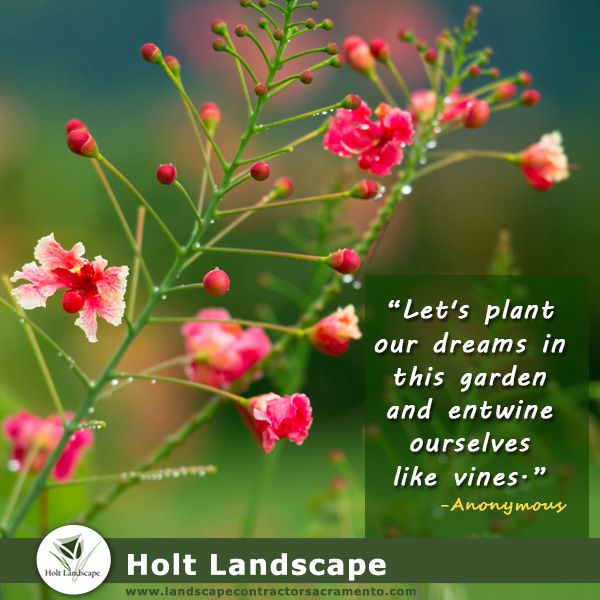 “Let's plant
our dreams in
this garden
and entwine
ourselves
like vines.”
-Anonymous
Holt Landscape
Holt Landscape
www.landscapecontractorsacramento.com